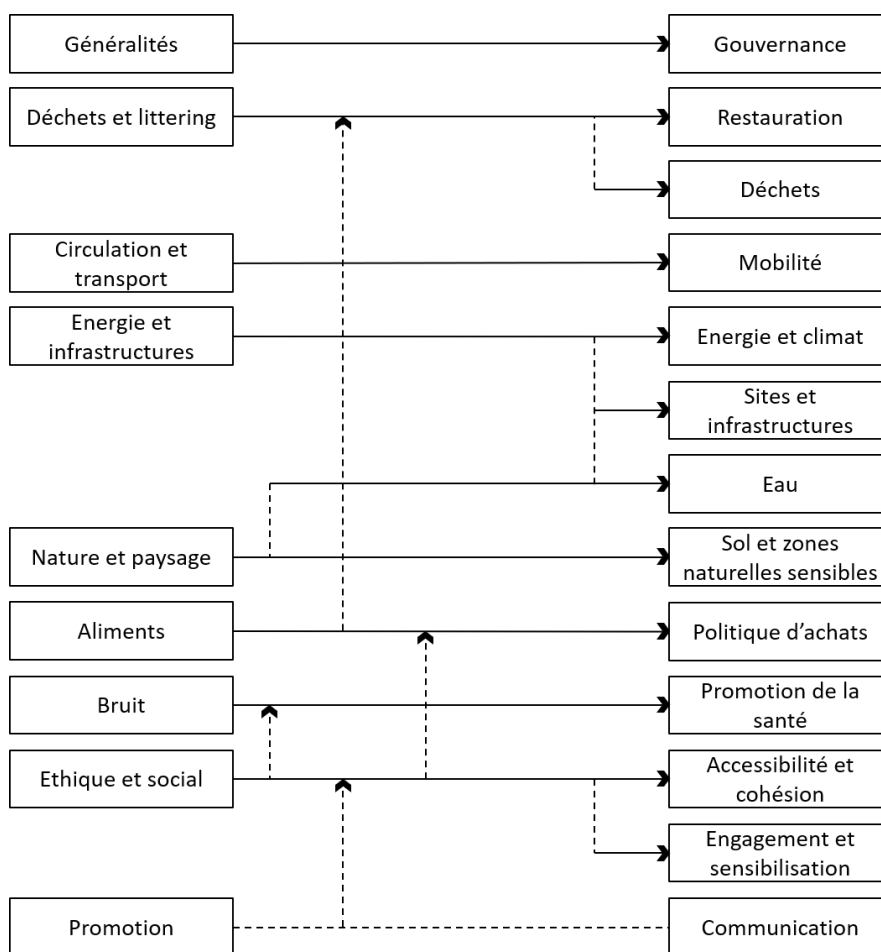 Généralités
Gouvernance
Déchets et littering
Restauration
Déchets
Circulation et
transport
Mobilité
Energie et
infrastructures
Energie et climat
Sites et
infrastructures
Eau
Nature et paysage
Sol et zones
naturelles sensibles
Aliments
Politique d’achats
Bruit
Promotion de la
santé
Ethique et social
Accessibilité et
cohésion
Engagement et
sensibilisation
Promotion
Communication